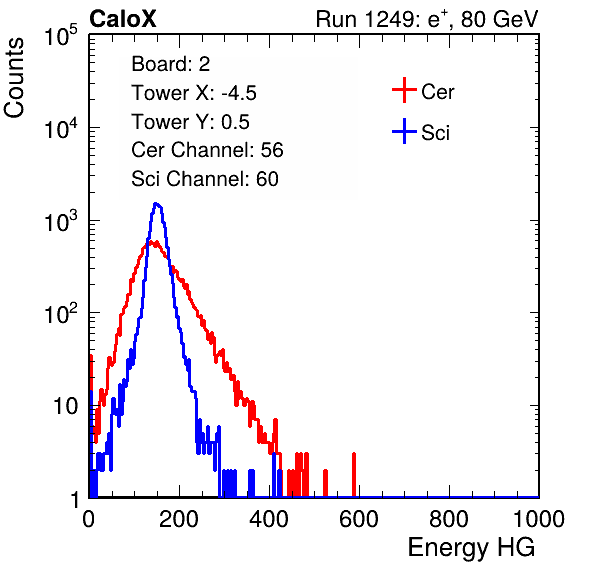 CaloX Run 1249: e⁺, 80 GeV
Counts
Board: 2
Tower X: -4.5
Tower Y: 0.5
Cer Channel: 56
Sci Channel: 60
Cer
Sci
10⁵
10⁴
10³
10²
10
1
0 200 400 600 800 1000
Energy HG